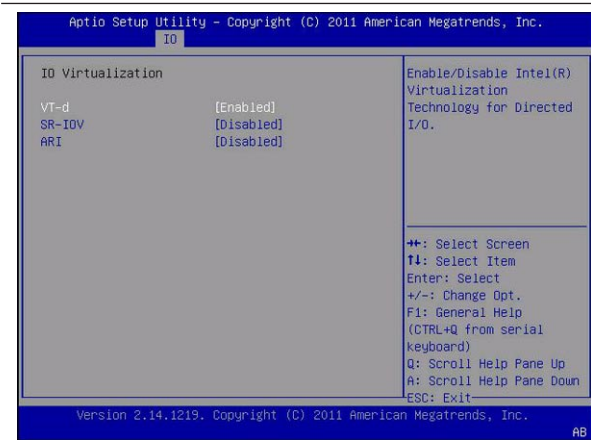 Aptio Setup Utility – Copyright (C) 2011 American Megatrends, Inc.
IO
IO Virtualization
VT-d [Enabled]
SR-IOV [Disabled]
ARI [Disabled]
Enable/Disable Intel(R)
Virtualization
Technology for Directed
I/O.
→←: Select Screen
↑↓: Select Item
Enter: Select
+/-: Change Opt.
F1: General Help
(CTRL+Q from serial
keyboard)
Q: Scroll Help Pane Up
A: Scroll Help Pane Down
ESC: Exit
Version 2.14.1219. Copyright (C) 2011 American Megatrends, Inc.
AB